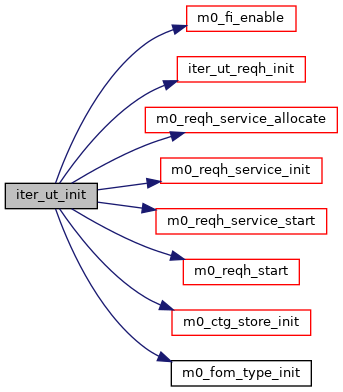 m0_fi_enable
iter_ut_reqh_init
m0_reqh_service_allocate
iter_ut_init
m0_reqh_service_init
m0_reqh_service_start
m0_reqh_start
m0_ctg_store_init
m0_fom_type_init